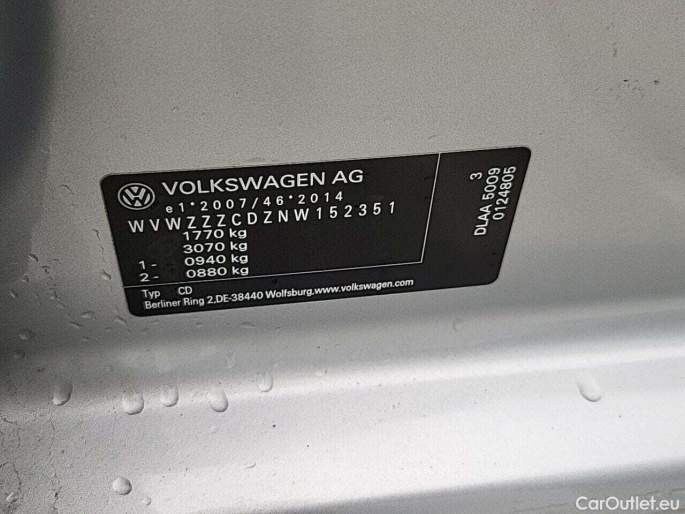 VOLKSWAGEN AG
e1*2007/46*2014
WVWZZZCDZNW152351
1770 kg
3070 kg
1- 0940 kg
2- 0880 kg
Typ CD
Berliner Ring 2,DE-38440 Wolfsburg.www.volkswagen.com
3
DLAA 5009
0124805
CarOutlet.eu